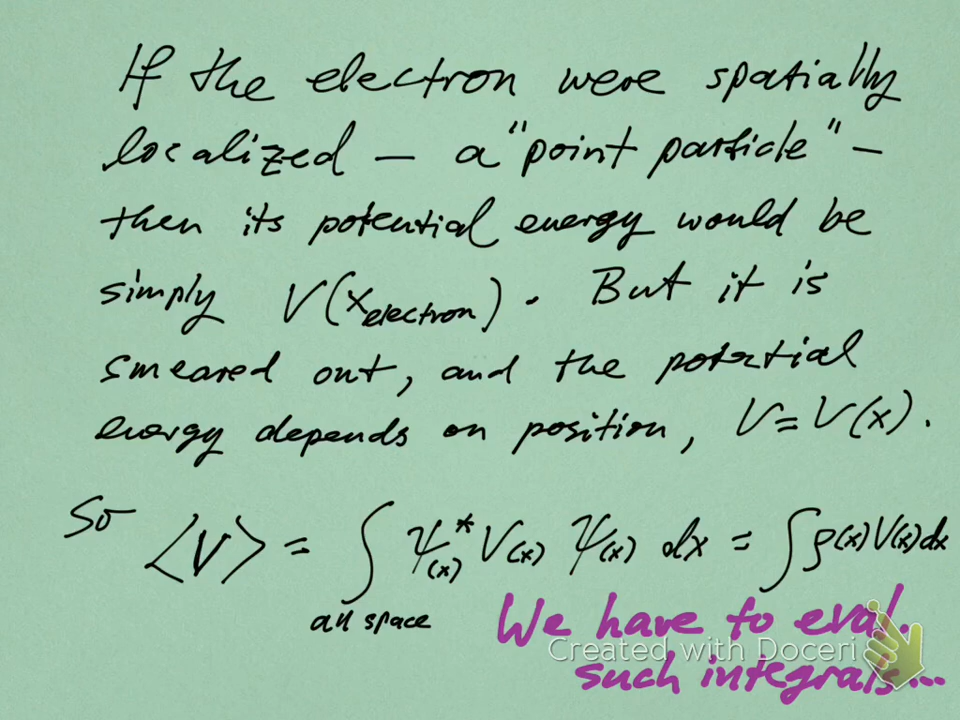 If the electron were spatially
localized — a "point particle" —
then its potential energy would be
simply V(x_electron). But it is
smeared out, and the potential
energy depends on position, V=V(x).
So ⟨V⟩ = ∫ ψ*(x) V(x) ψ(x) dx = ∫ρ(x)V(x)dx
all space
We have to eval.
Created with Doceri
such integrals...